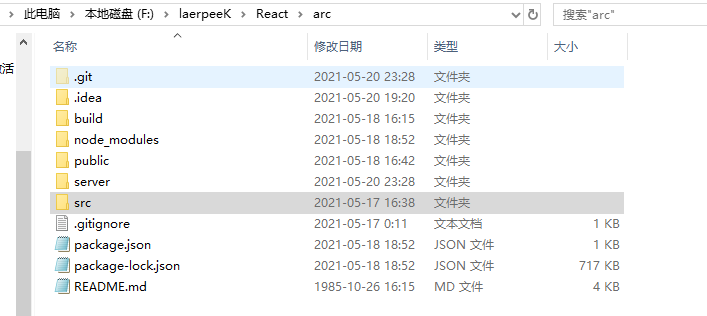 此电脑 > 本地磁盘 (F:) > laerpeeK > React > arc 搜索"arc"
名称 修改日期 类型 大小
.git 2021-05-20 23:28 文件夹
.idea 2021-05-20 19:20 文件夹
build 2021-05-18 16:15 文件夹
node_modules 2021-05-18 18:52 文件夹
public 2021-05-18 16:42 文件夹
server 2021-05-20 23:28 文件夹
src 2021-05-17 16:38 文件夹
.gitignore 2021-05-17 0:11 文本文档 1 KB
package.json 2021-05-18 18:52 JSON 文件 1 KB
package-lock.json 2021-05-18 18:52 JSON 文件 717 KB
README.md 1985-10-26 16:15 MD 文件 4 KB